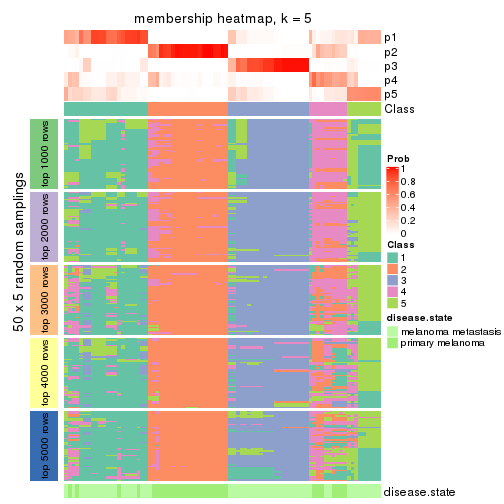 membership heatmap, k = 5
p1
p2
p3
p4
p5
Class
50 x 5 random samplings
top 1000 rows
top 2000 rows
top 3000 rows
top 4000 rows
top 5000 rows
Prob
1
0.8
0.6
0.4
0.2
0
Class
1
2
3
4
5
disease.state
melanoma metastasis
primary melanoma
disease.state